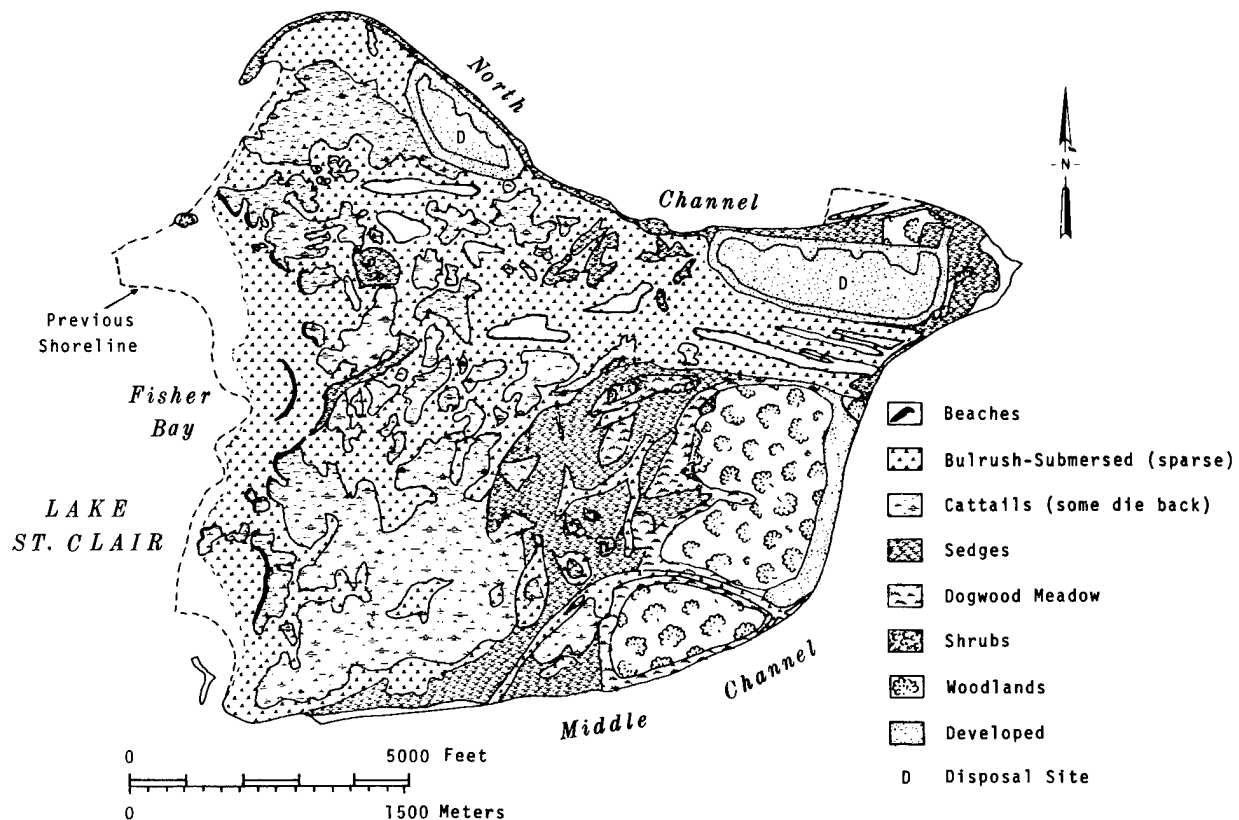 North
Channel
D
D
N
Previous
Shoreline
Fisher
Bay
LAKE
ST. CLAIR
Middle
Channel
Beaches
Bulrush-Submersed (sparse)
Cattails (some die back)
Sedges
Dogwood Meadow
Shrubs
Woodlands
Developed
D Disposal Site
0 5000 Feet
0 1500 Meters